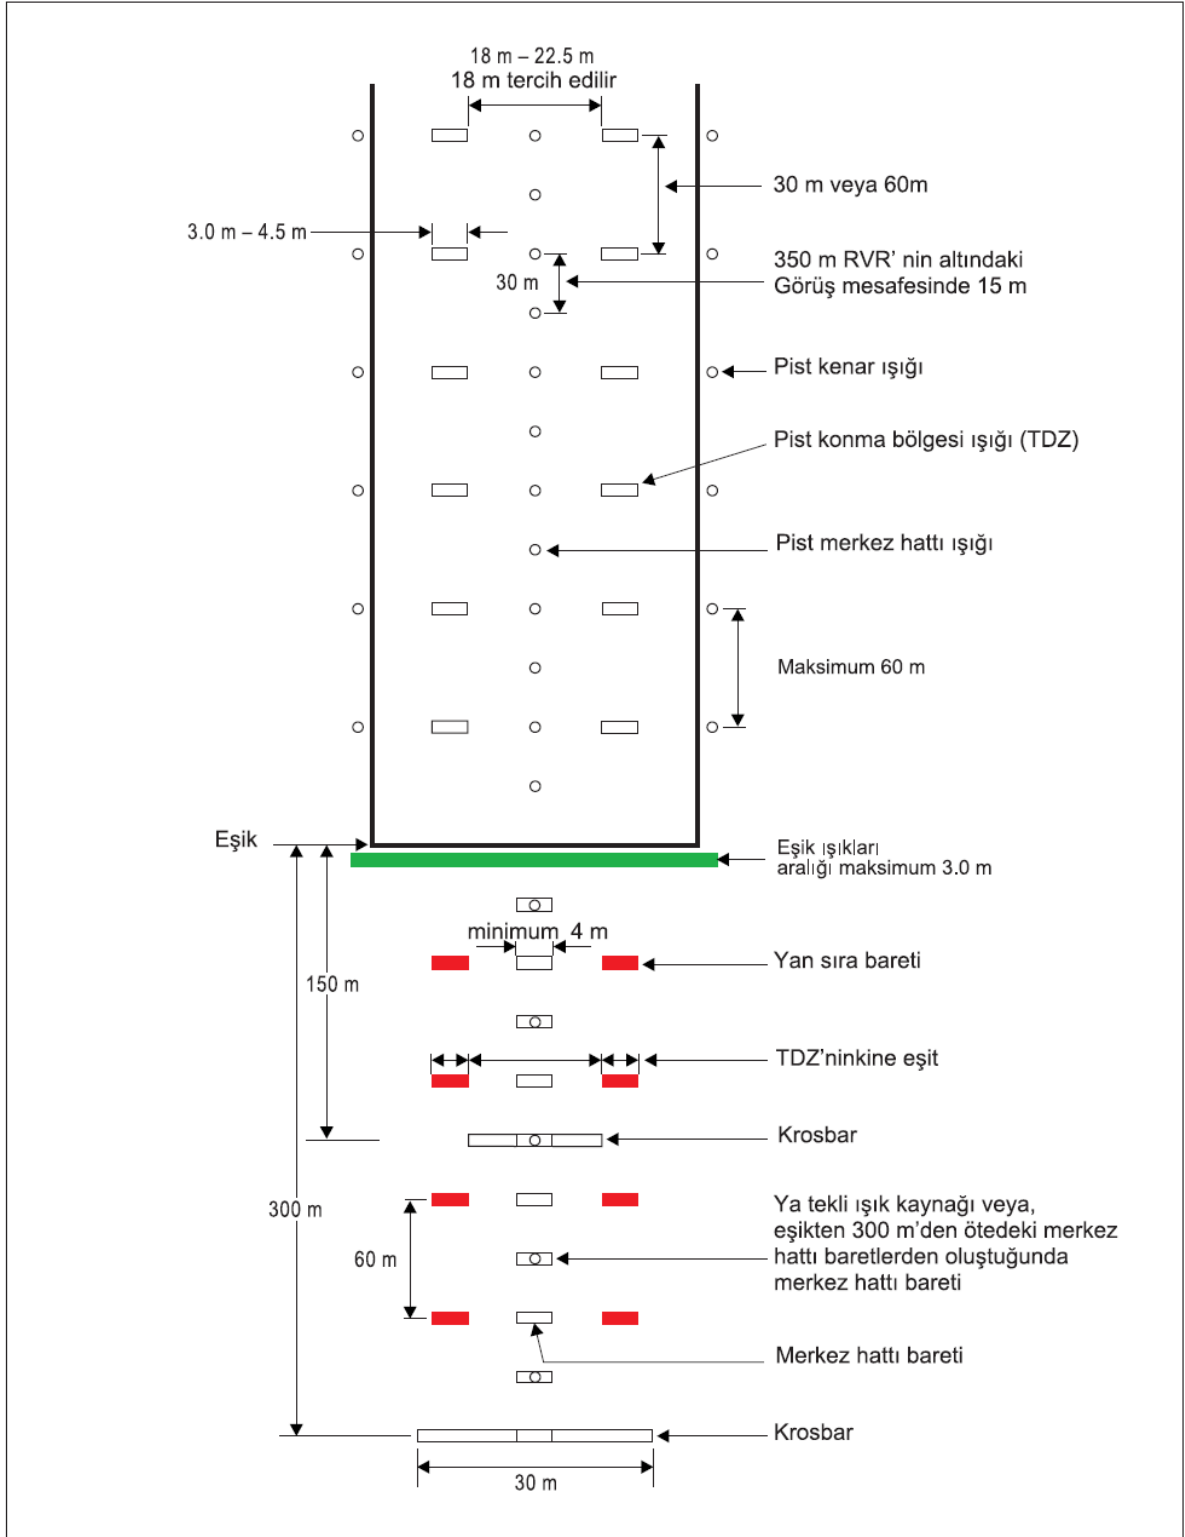 18 m – 22.5 m
18 m tercih edilir
30 m veya 60m
3.0 m – 4.5 m
350 m RVR' nin altındaki
Görüş mesafesinde 15 m
30 m
Pist kenar ışığı
Pist konma bölgesi ışığı (TDZ)
Pist merkez hattı ışığı
Maksimum 60 m
Eşik
Eşik ışıkları
aralığı maksimum 3.0 m
minimum 4 m
Yan sıra bareti
150 m
TDZ'ninkine eşit
Krosbar
300 m
Ya tekli ışık kaynağı veya,
eşikten 300 m'den ötedeki merkez
hattı baretlerden oluştuğunda
merkez hattı bareti
60 m
Merkez hattı bareti
Krosbar
30 m